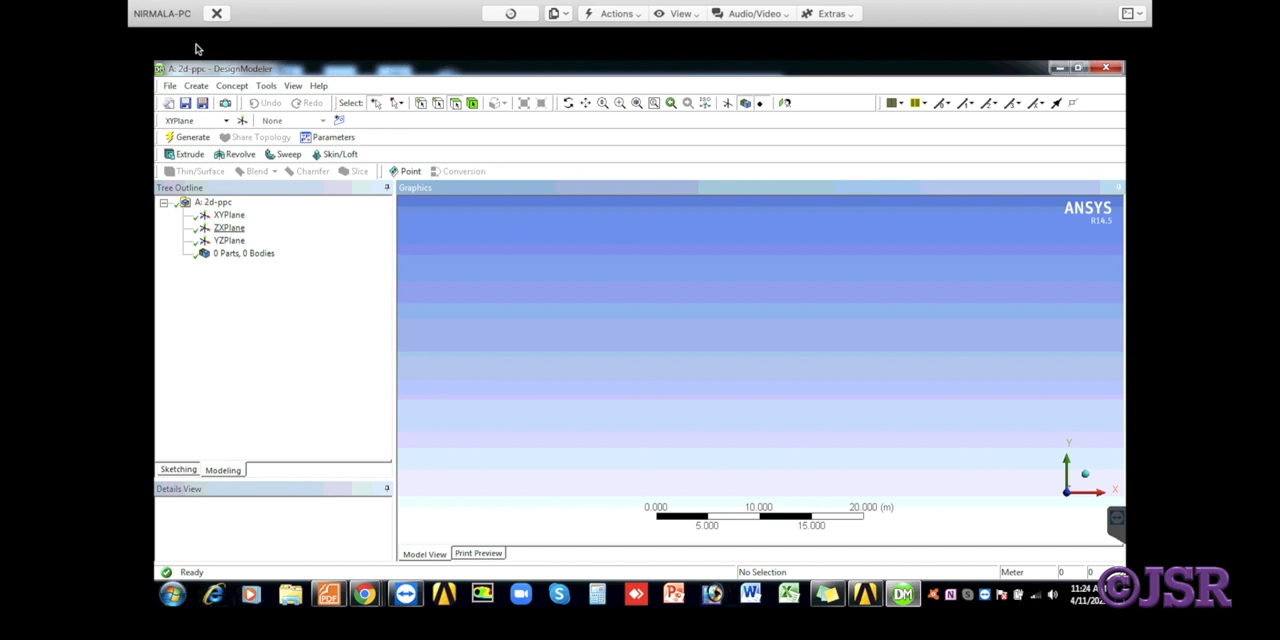 NIRMALA-PC
Actions
View
Audio/Video
Extras
A: 2d-ppc - DesignModeler
File Create Concept Tools View Help
Undo Redo Select:
XYPlane None
Generate Share Topology Parameters
Extrude Revolve Sweep Skin/Loft
Thin/Surface Blend Chamfer Slice Point Conversion
Tree Outline
Graphics
A: 2d-ppc
XYPlane
ZXPlane
YZPlane
0 Parts, 0 Bodies
ANSYS
R14.5
Sketching Modeling
Details View
Y
X
0.000 10.000 20.000 (m)
5.000 15.000
Model View Print Preview
Ready No Selection Meter 0 0
11:24 A
©JSR